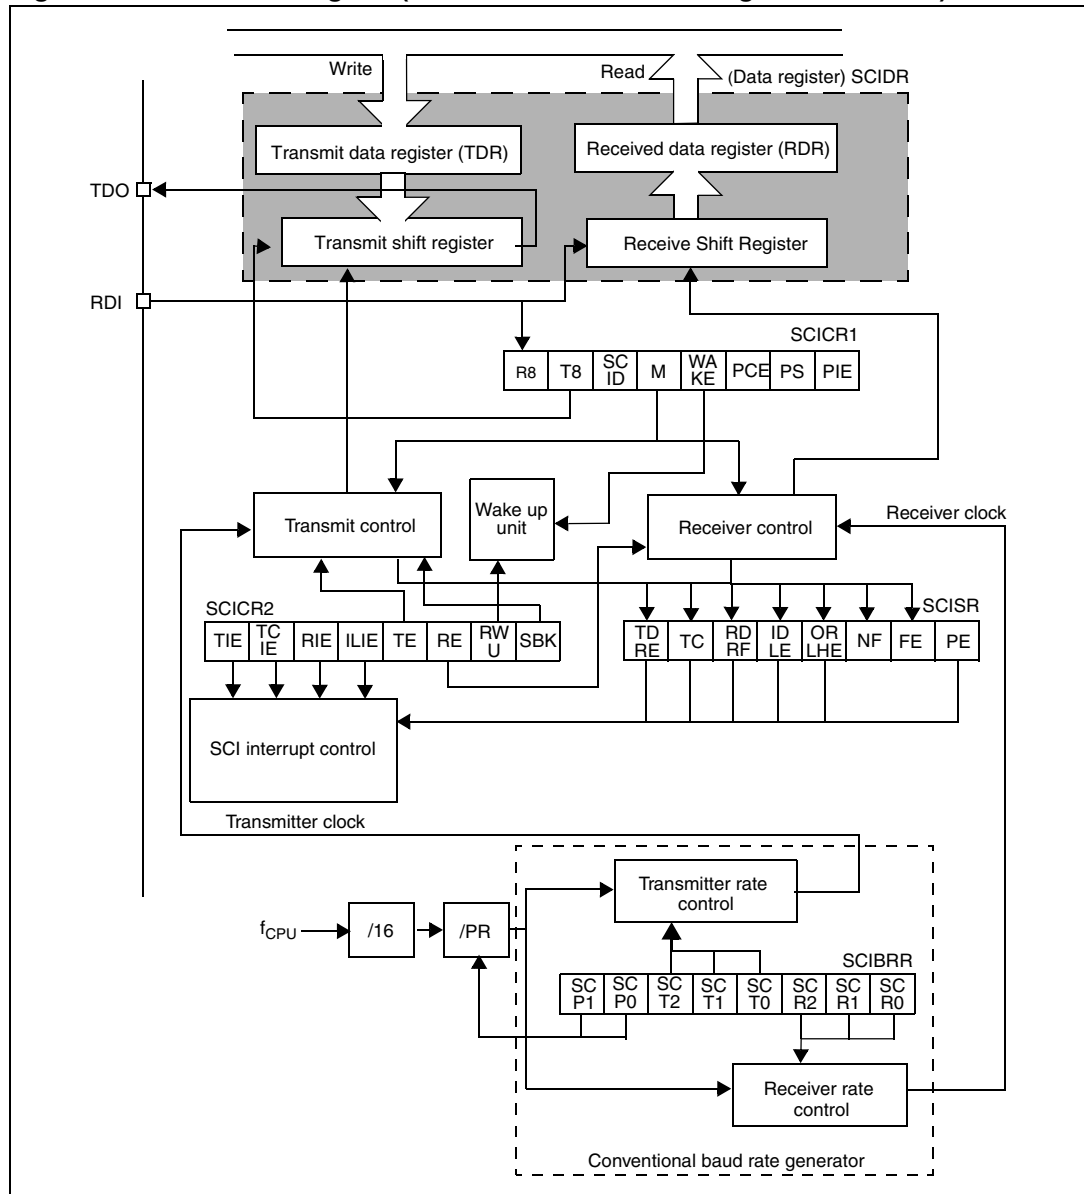 Write
Read
(Data register) SCIDR
Transmit data register (TDR)
Received data register (RDR)
TDO
Transmit shift register
Receive Shift Register
RDI
SCICR1
R8
T8
SC
ID
M
WA
KE
PCE
PS
PIE
Transmit control
Wake up
unit
Receiver control
Receiver clock
SCICR2
TIE
TC
IE
RIE
ILIE
TE
RE
RW
U
SBK
SCISR
TD
RE
TC
RD
RF
ID
LE
OR
LHE
NF
FE
PE
SCI interrupt control
Transmitter clock
Transmitter rate
control
fCPU
/16
/PR
SCIBRR
SC
P1
SC
P0
SC
T2
SC
T1
SC
T0
SC
R2
SC
R1
SC
R0
Receiver rate
control
Conventional baud rate generator